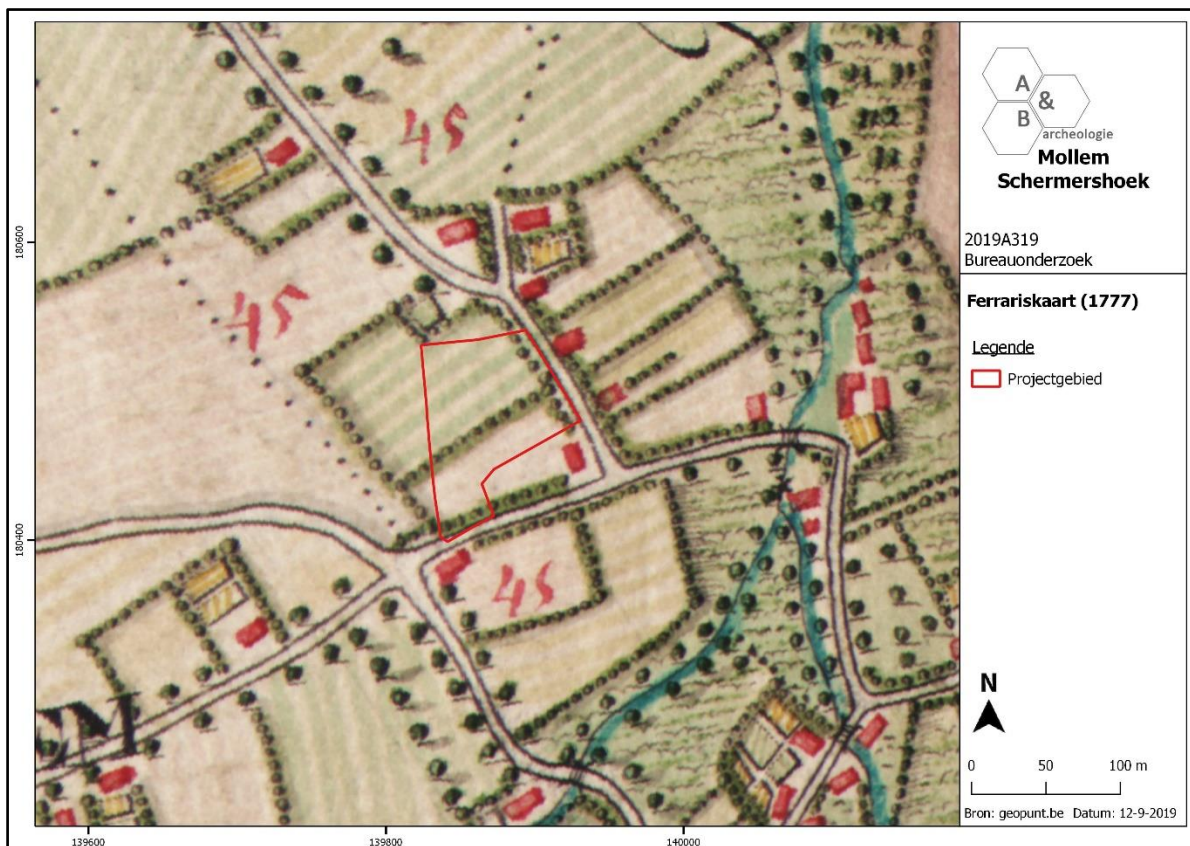 45
45
45
M
180600
180400
139600
139800
140000
A
&
B
archeologie
Mollem
Schermershoek
2019A319
Bureauonderzoek
Ferrariskaart (1777)
Legende
Projectgebied
N
0 50 100 m
Bron: geopunt.be Datum: 12-9-2019